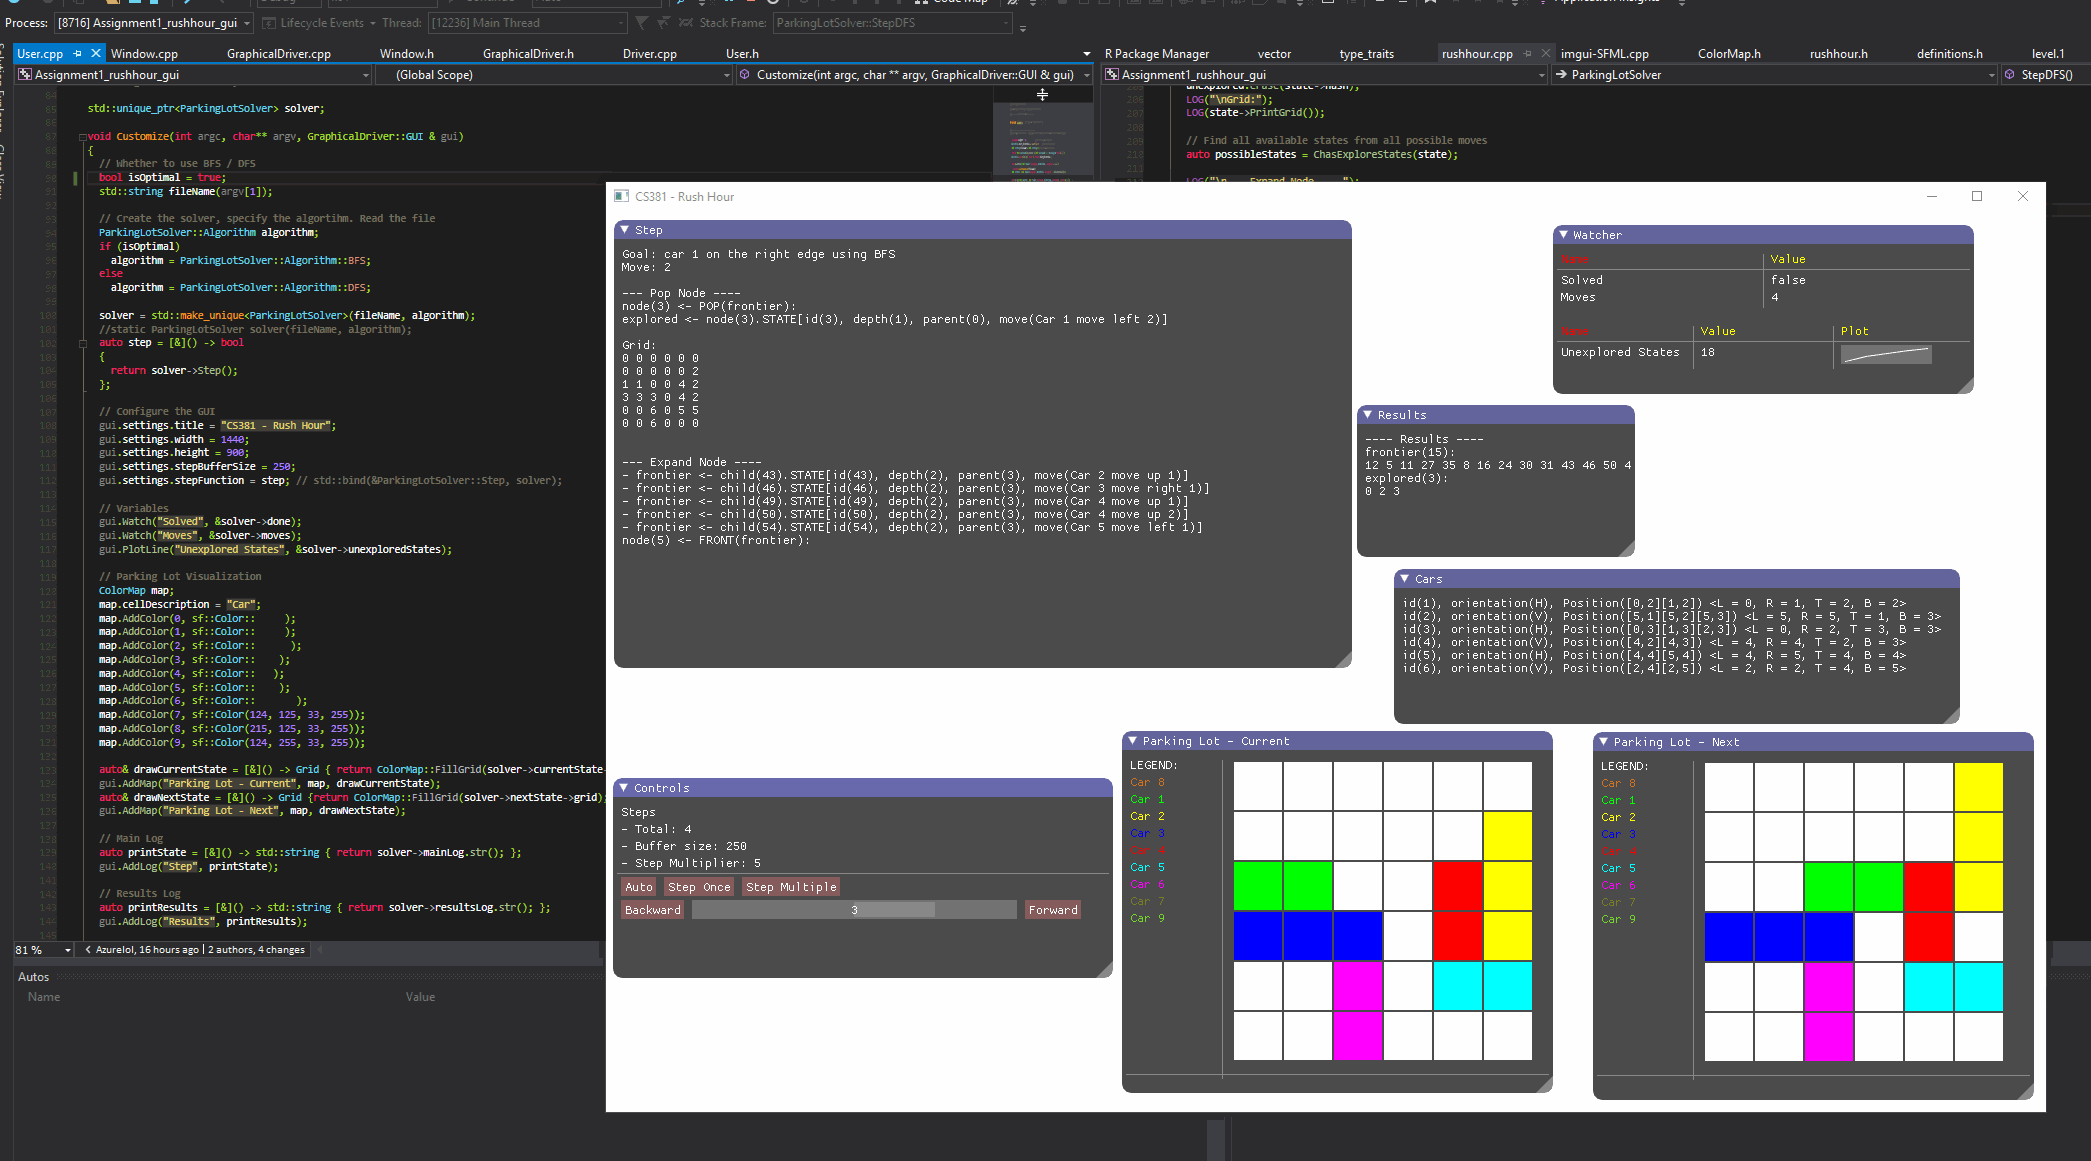 Process: [8716] Assignment1_rushhour_gui Lifecycle Events Thread: [12236] Main Thread Stack Frame: ParkingLotSolver::StepDFS
User.cpp Window.cpp GraphicalDriver.cpp Window.h GraphicalDriver.h Driver.cpp User.h
R Package Manager vector type_traits rushhour.cpp imgui-SFML.cpp ColorMap.h rushhour.h definitions.h level.1
Assignment1_rushhour_gui (Global Scope) Customize(int argc, char ** argv, GraphicalDriver::GUI & gui)
Assignment1_rushhour_gui ParkingLotSolver StepDFS()
std::unique_ptr<ParkingLotSolver> solver;
void Customize(int argc, char** argv, GraphicalDriver::GUI & gui)
{
// Whether to use BFS / DFS
bool isOptimal = true;
std::string fileName(argv[1]);
// Create the solver, specify the algortihm. Read the file
ParkingLotSolver::Algorithm algorithm;
if (isOptimal)
algorithm = ParkingLotSolver::Algorithm::BFS;
else
algorithm = ParkingLotSolver::Algorithm::DFS;
solver = std::make_unique<ParkingLotSolver>(fileName, algorithm);
//static ParkingLotSolver solver(fileName, algorithm);
auto step = [&]() -> bool
{
return solver->Step();
};
// Configure the GUI
gui.settings.title = "CS381 - Rush Hour";
gui.settings.width = 1440;
gui.settings.height = 900;
gui.settings.stepBufferSize = 250;
gui.settings.stepFunction = step; // std::bind(&ParkingLotSolver::Step, solver);
// Variables
gui.Watch("Solved", &solver->done);
gui.Watch("Moves", &solver->moves);
gui.PlotLine("Unexplored States", &solver->unexploredStates);
// Parking Lot Visualization
ColorMap map;
map.cellDescription = "Car";
map.AddColor(0, sf::Color:: );
map.AddColor(1, sf::Color:: );
map.AddColor(2, sf::Color:: );
map.AddColor(3, sf::Color:: );
map.AddColor(4, sf::Color:: );
map.AddColor(5, sf::Color:: );
map.AddColor(6, sf::Color:: );
map.AddColor(7, sf::Color(124, 125, 33, 255));
map.AddColor(8, sf::Color(215, 125, 33, 255));
map.AddColor(9, sf::Color(124, 255, 33, 255));
auto& drawCurrentState = [&]() -> Grid { return ColorMap::FillGrid(solver->currentState-
gui.AddMap("Parking Lot - Current", map, drawCurrentState);
auto& drawNextState = [&]() -> Grid {return ColorMap::FillGrid(solver->nextState->grid);
gui.AddMap("Parking Lot - Next", map, drawNextState);
// Main Log
auto printState = [&]() -> std::string { return solver->mainLog.str(); };
gui.AddLog("Step", printState);
// Results Log
auto printResults = [&]() -> std::string { return solver->resultsLog.str(); };
gui.AddLog("Results", printResults);
81 % Azurelol, 16 hours ago | 2 authors, 4 changes
Autos
Name Value
LOG("\nGrid:");
LOG(state->PrintGrid());
// Find all available states from all possible moves
auto possibleStates = ChasExploreStates(state);
CS381 - Rush Hour
Step
Goal: car 1 on the right edge using BFS
Move: 2
--- Pop Node ----
node(3) <- POP(frontier):
explored <- node(3).STATE[id(3), depth(1), parent(0), move(Car 1 move left 2)]
Grid:
0 0 0 0 0 0
0 0 0 0 0 2
1 1 0 0 4 2
3 3 3 0 4 2
0 0 6 0 5 5
0 0 6 0 0 0
--- Expand Node ----
- frontier <- child(43).STATE[id(43), depth(2), parent(3), move(Car 2 move up 1)]
- frontier <- child(46).STATE[id(46), depth(2), parent(3), move(Car 3 move right 1)]
- frontier <- child(49).STATE[id(49), depth(2), parent(3), move(Car 4 move up 1)]
- frontier <- child(50).STATE[id(50), depth(2), parent(3), move(Car 4 move up 2)]
- frontier <- child(54).STATE[id(54), depth(2), parent(3), move(Car 5 move left 1)]
node(5) <- FRONT(frontier):
Watcher
Value
Solved false
Moves 4
Value Plot
Unexplored States 18
Results
---- Results ----
frontier(15):
12 5 11 27 35 8 16 24 30 31 43 46 50 4
explored(3):
0 2 3
Cars
id(1), orientation(H), Position([0,2][1,2]) <L = 0, R = 1, T = 2, B = 2>
id(2), orientation(V), Position([5,1][5,2][5,3]) <L = 5, R = 5, T = 1, B = 3>
id(3), orientation(H), Position([0,3][1,3][2,3]) <L = 0, R = 2, T = 3, B = 3>
id(4), orientation(V), Position([4,2][4,3]) <L = 4, R = 4, T = 2, B = 3>
id(5), orientation(H), Position([4,4][5,4]) <L = 4, R = 5, T = 4, B = 4>
id(6), orientation(V), Position([2,4][2,5]) <L = 2, R = 2, T = 4, B = 5>
Controls
Steps
- Total: 4
- Buffer size: 250
- Step Multiplier: 5
Auto Step Once Step Multiple
Backward 3 Forward
Parking Lot - Current
LEGEND:
Car 8
Car 1
Car 2
Car 3
Car
Car 5
Car 6
Car 7
Car 9
Parking Lot - Next
LEGEND:
Car 8
Car 1
Car 2
Car 3
Car 4
Car 5
Car 6
Car 7
Car 9